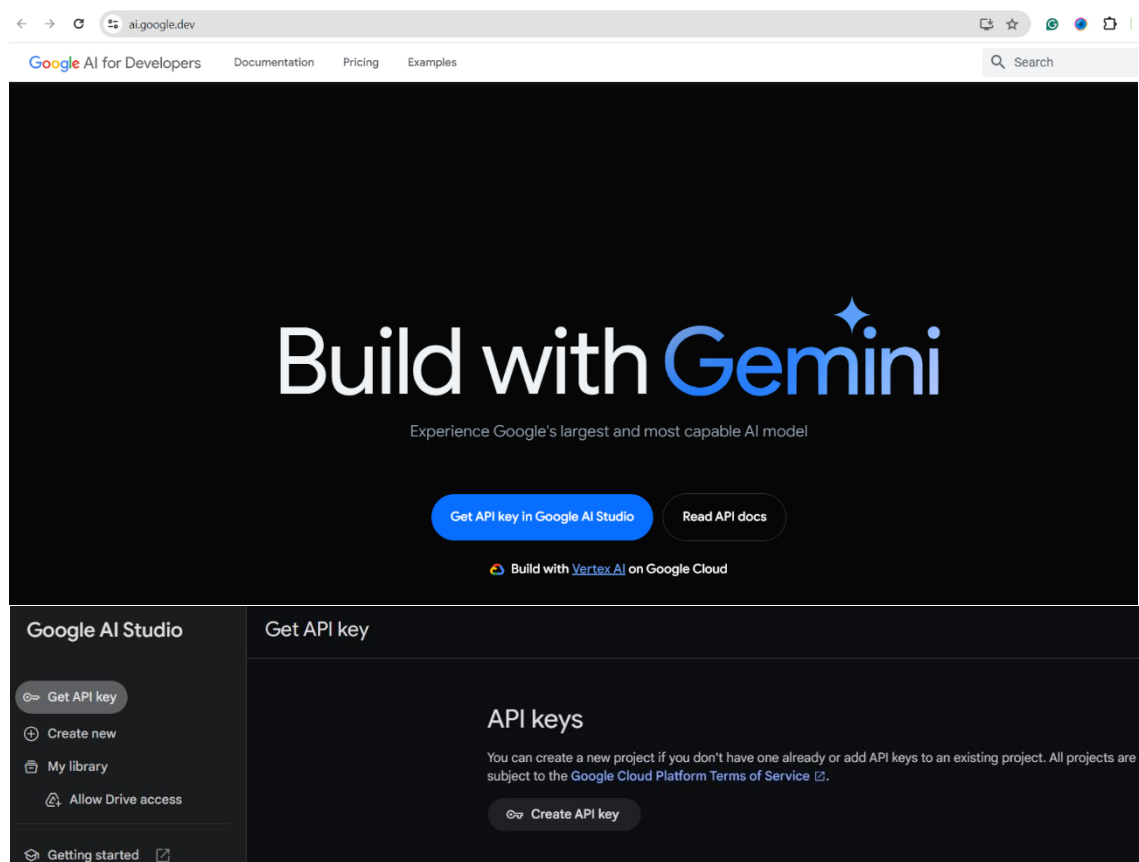 ai.google.dev
Google AI for Developers Documentation Pricing Examples Search
Build with Gemini
Experience Google's largest and most capable AI model
Get API key in Google AI Studio Read API docs
Build with Vertex AI on Google Cloud
Google AI Studio Get API key
Get API key
Create new
My library
Allow Drive access
Getting started
API keys
You can create a new project if you don't have one already or add API keys to an existing project. All projects are
subject to the Google Cloud Platform Terms of Service.
Create API key